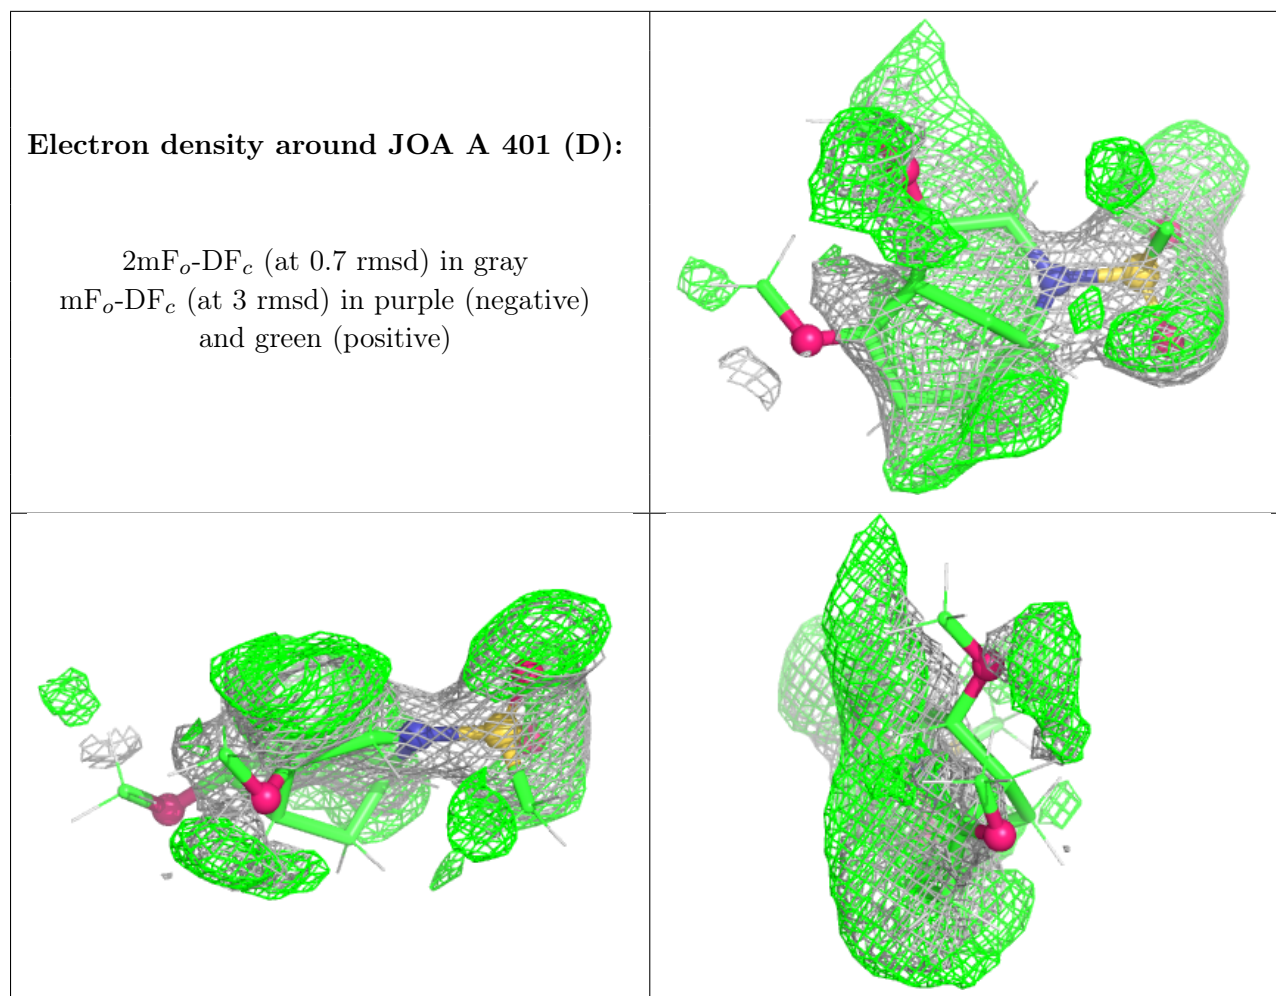 Electron density around JOA A 401 (D):
2mFₒ-DF𝒸 (at 0.7 rmsd) in gray
mFₒ-DF𝒸 (at 3 rmsd) in purple (negative)
and green (positive)